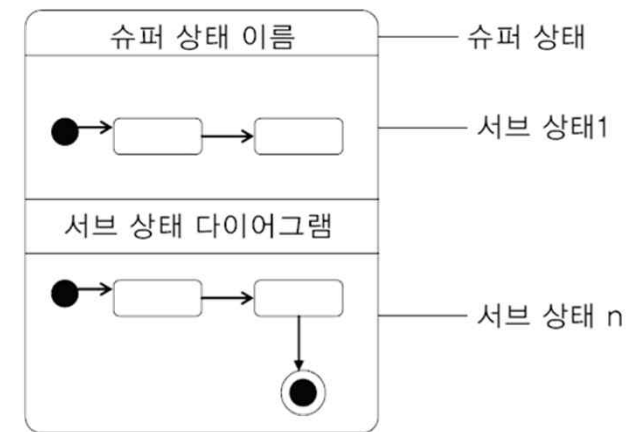 슈퍼 상태 이름
슈퍼 상태
서브 상태1
서브 상태 다이어그램
서브 상태 n